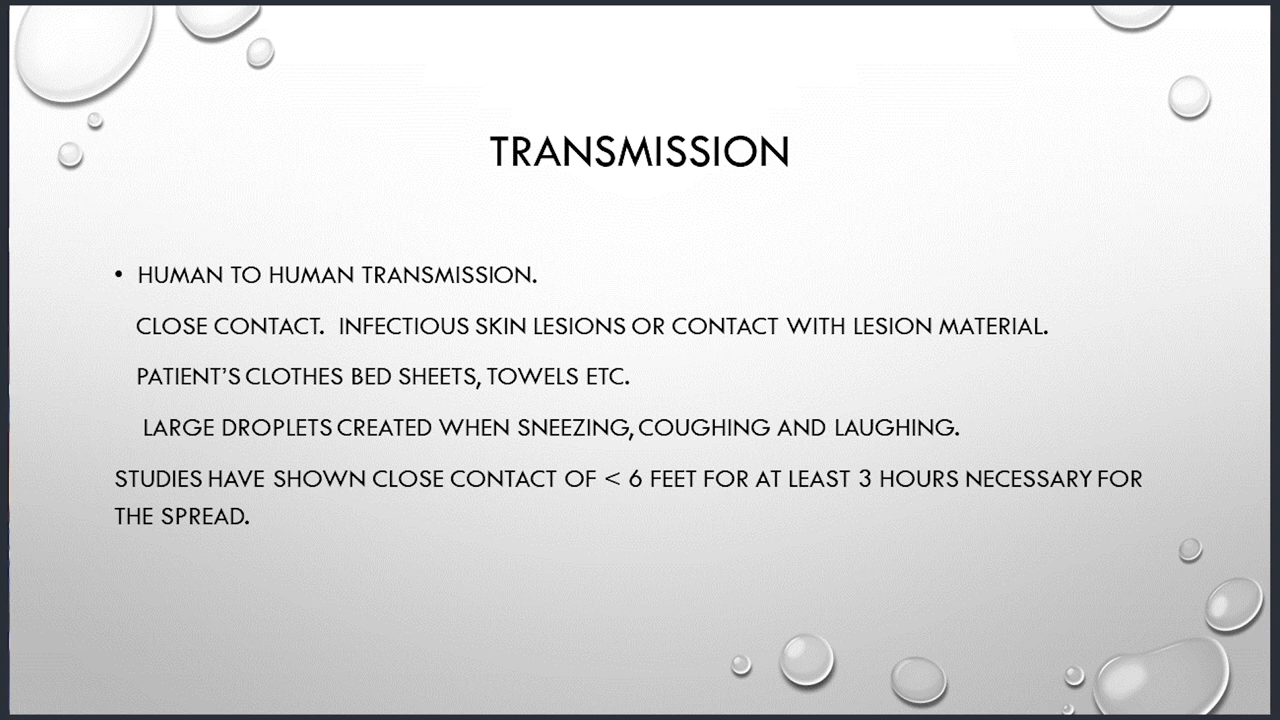 TRANSMISSION
• HUMAN TO HUMAN TRANSMISSION.
CLOSE CONTACT. INFECTIOUS SKIN LESIONS OR CONTACT WITH LESION MATERIAL.
PATIENT'S CLOTHES BED SHEETS, TOWELS ETC.
LARGE DROPLETS CREATED WHEN SNEEZING, COUGHING AND LAUGHING.
STUDIES HAVE SHOWN CLOSE CONTACT OF < 6 FEET FOR AT LEAST 3 HOURS NECESSARY FOR
THE SPREAD.